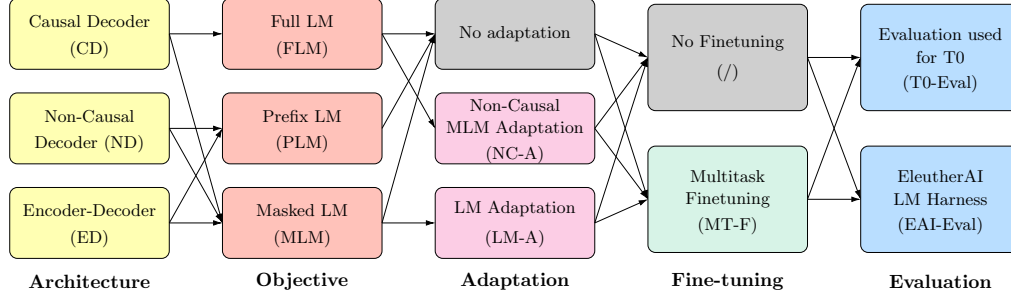 Causal Decoder
(CD)
Non-Causal
Decoder (ND)
Encoder-Decoder
(ED)
Architecture
Full LM
(FLM)
Prefix LM
(PLM)
Masked LM
(MLM)
Objective
No adaptation
Non-Causal
MLM Adaptation
(NC-A)
LM Adaptation
(LM-A)
Adaptation
No Finetuning
(/)
Multitask
Finetuning
(MT-F)
Fine-tuning
Evaluation used
for T0
(T0-Eval)
EleutherAI
LM Harness
(EAI-Eval)
Evaluation